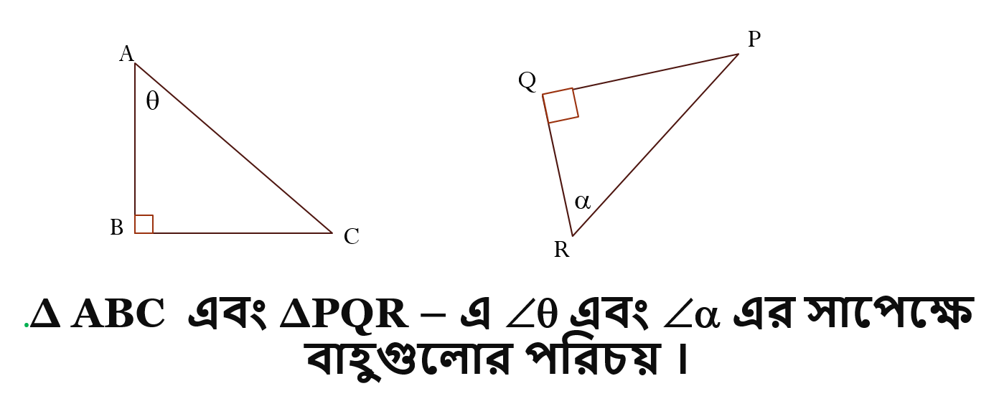 A
θ
B
C
P
Q
α
R
.Δ ABC এবং ΔPQR – এ ∠θ এবং ∠α এর সাপেক্ষে
বাহুগুলোর পরিচয় ।